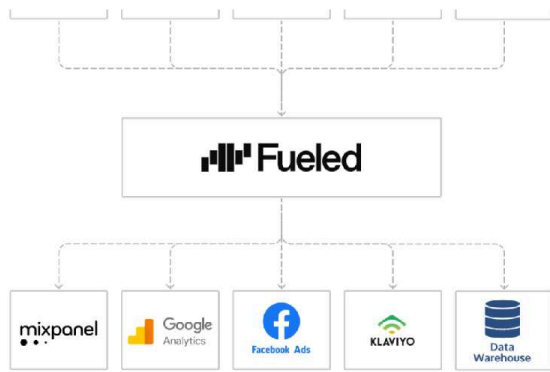 Fueled
mixpanel
Google
Analytics
Facebook Ads
KLAVIYO
Data
Warehouse